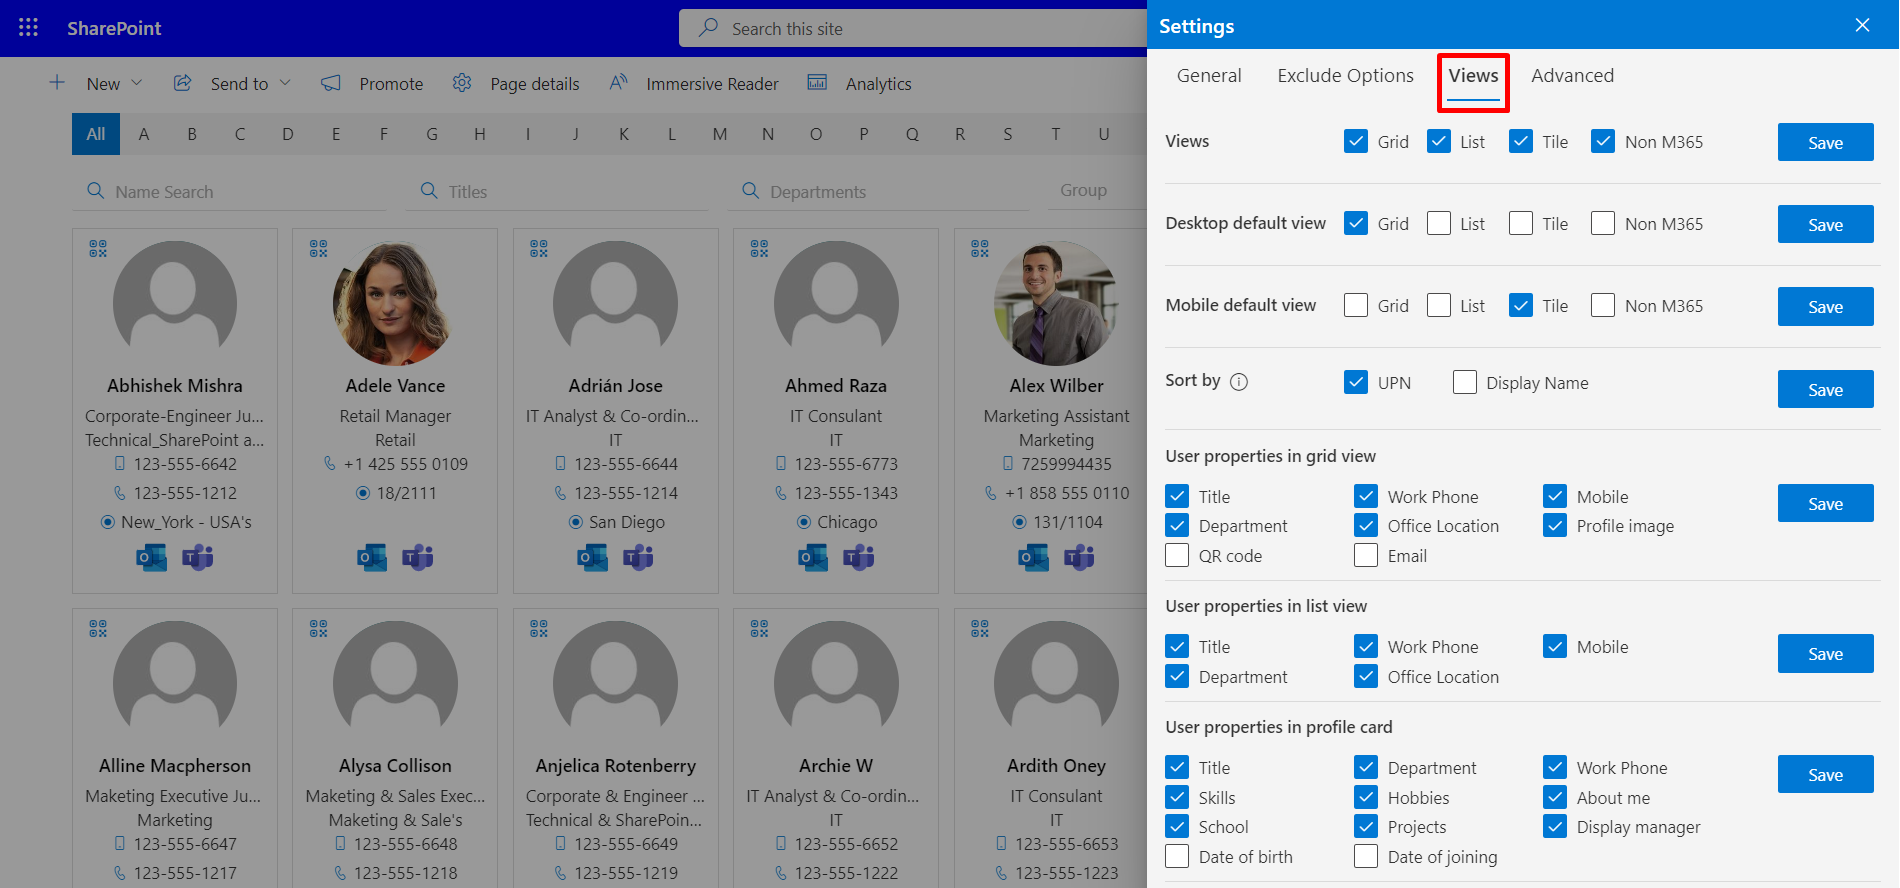 SharePoint
Search this site
New
Send to
Promote
Page details
Immersive Reader
Analytics
All A B C D E F G H I J K L M N O P Q R S T U
Name Search
Titles
Departments
Group
Abhishek Mishra
Corporate-Engineer Ju...
Technical_SharePoint a...
123-555-6642
123-555-1212
New_York - USA's
Adele Vance
Retail Manager
Retail
+1 425 555 0109
18/2111
Adrián Jose
IT Analyst & Co-ordin...
IT
123-555-6644
123-555-1214
San Diego
Ahmed Raza
IT Consulant
IT
123-555-6773
123-555-1343
Chicago
Alex Wilber
Marketing Assistant
Marketing
7259994435
+1 858 555 0110
131/1104
Alline Macpherson
Maketing Executive Ju...
Marketing
123-555-6647
123-555-1217
Alysa Collison
Maketing & Sales Exec...
Maketing & Sale's
123-555-6648
123-555-1218
Anjelica Rotenberry
Corporate & Engineer ...
Technical & SharePoin...
123-555-6649
123-555-1219
Archie W
IT Analyst & Co-ordin...
IT
123-555-6652
123-555-1222
Ardith Oney
IT Consulant
IT
123-555-6653
123-555-1223
Settings
General
Exclude Options
Views
Advanced
Views Grid List Tile Non M365 Save
Desktop default view Grid List Tile Non M365 Save
Mobile default view Grid List Tile Non M365 Save
Sort by UPN Display Name Save
User properties in grid view
Title Work Phone Mobile Save
Department Office Location Profile image
QR code Email
User properties in list view
Title Work Phone Mobile Save
Department Office Location
User properties in profile card
Title Department Work Phone Save
Skills Hobbies About me
School Projects Display manager
Date of birth Date of joining